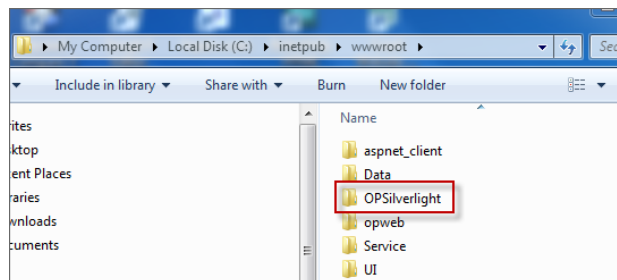 My Computer Local Disk (C:) inetpub wwwroot
Include in library Share with Burn New folder
Name
rites
ktop
ent Places
raries
wnloads
cuments
aspnet_client
Data
OPSilverlight
opweb
Service
UI